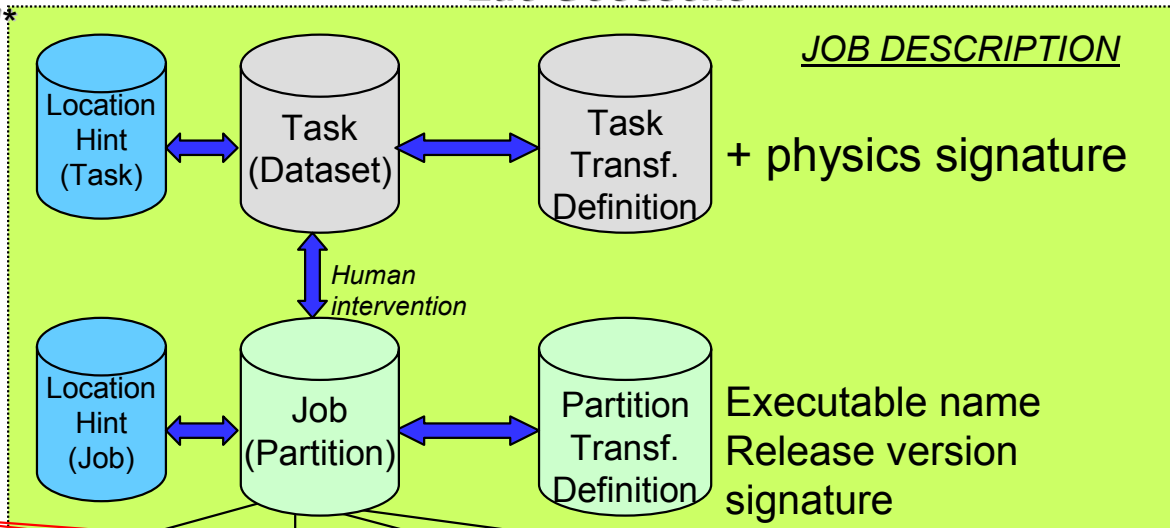 JOB DESCRIPTION
Location
Hint
(Task)
Task
(Dataset)
Task
Transf.
Definition
+ physics signature
Human
intervention
Location
Hint
(Job)
Job
(Partition)
Partition
Transf.
Definition
Executable name
Release version
signature